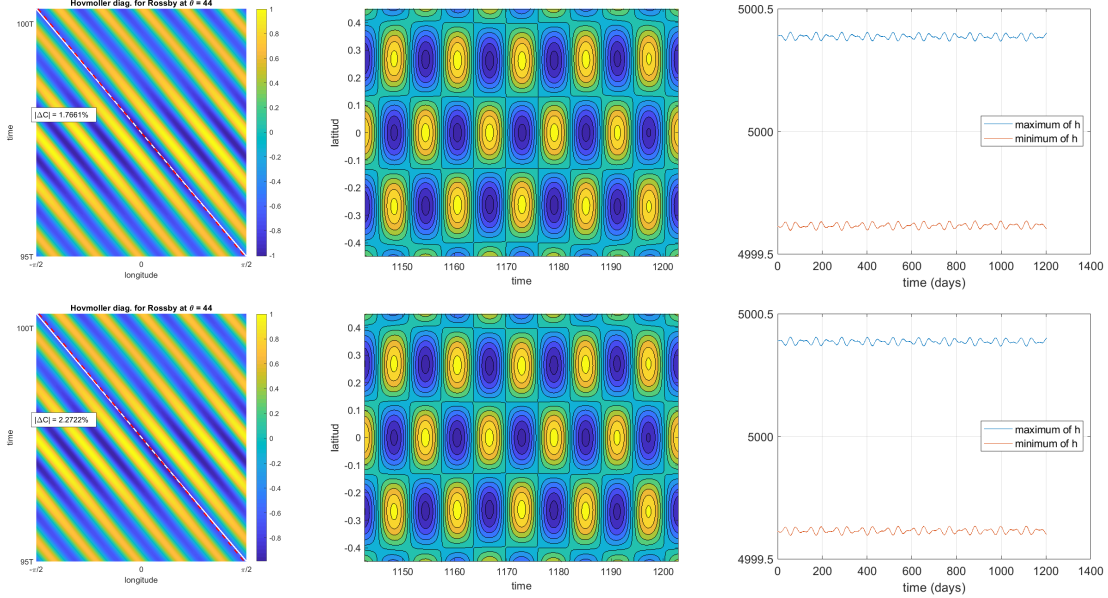 Hovmoller diag. for Rossby at θ = 44
100T
95T
time
|ΔC| = 1.7661%
−π/2
0
π/2
longitude
1
0.8
0.6
0.4
0.2
0
-0.2
-0.4
-0.6
-0.8
-1
0.4
0.3
0.2
0.1
0
-0.1
-0.2
-0.3
-0.4
latitud
1150
1160
1170
1180
1190
1200
time
5000.5
5000
4999.5
maximum of h
minimum of h
0
200
400
600
800
1000
1200
1400
time (days)
Hovmoller diag. for Rossby at θ = 44
100T
95T
time
|ΔC| = 2.2722%
−π/2
0
π/2
longitude
1
0.8
0.6
0.4
0.2
0
-0.2
-0.4
-0.6
-0.8
0.4
0.3
0.2
0.1
0
-0.1
-0.2
-0.3
-0.4
latitud
1150
1160
1170
1180
1190
1200
time
5000.5
5000
4999.5
maximum of h
minimum of h
0
200
400
600
800
1000
1200
1400
time (days)